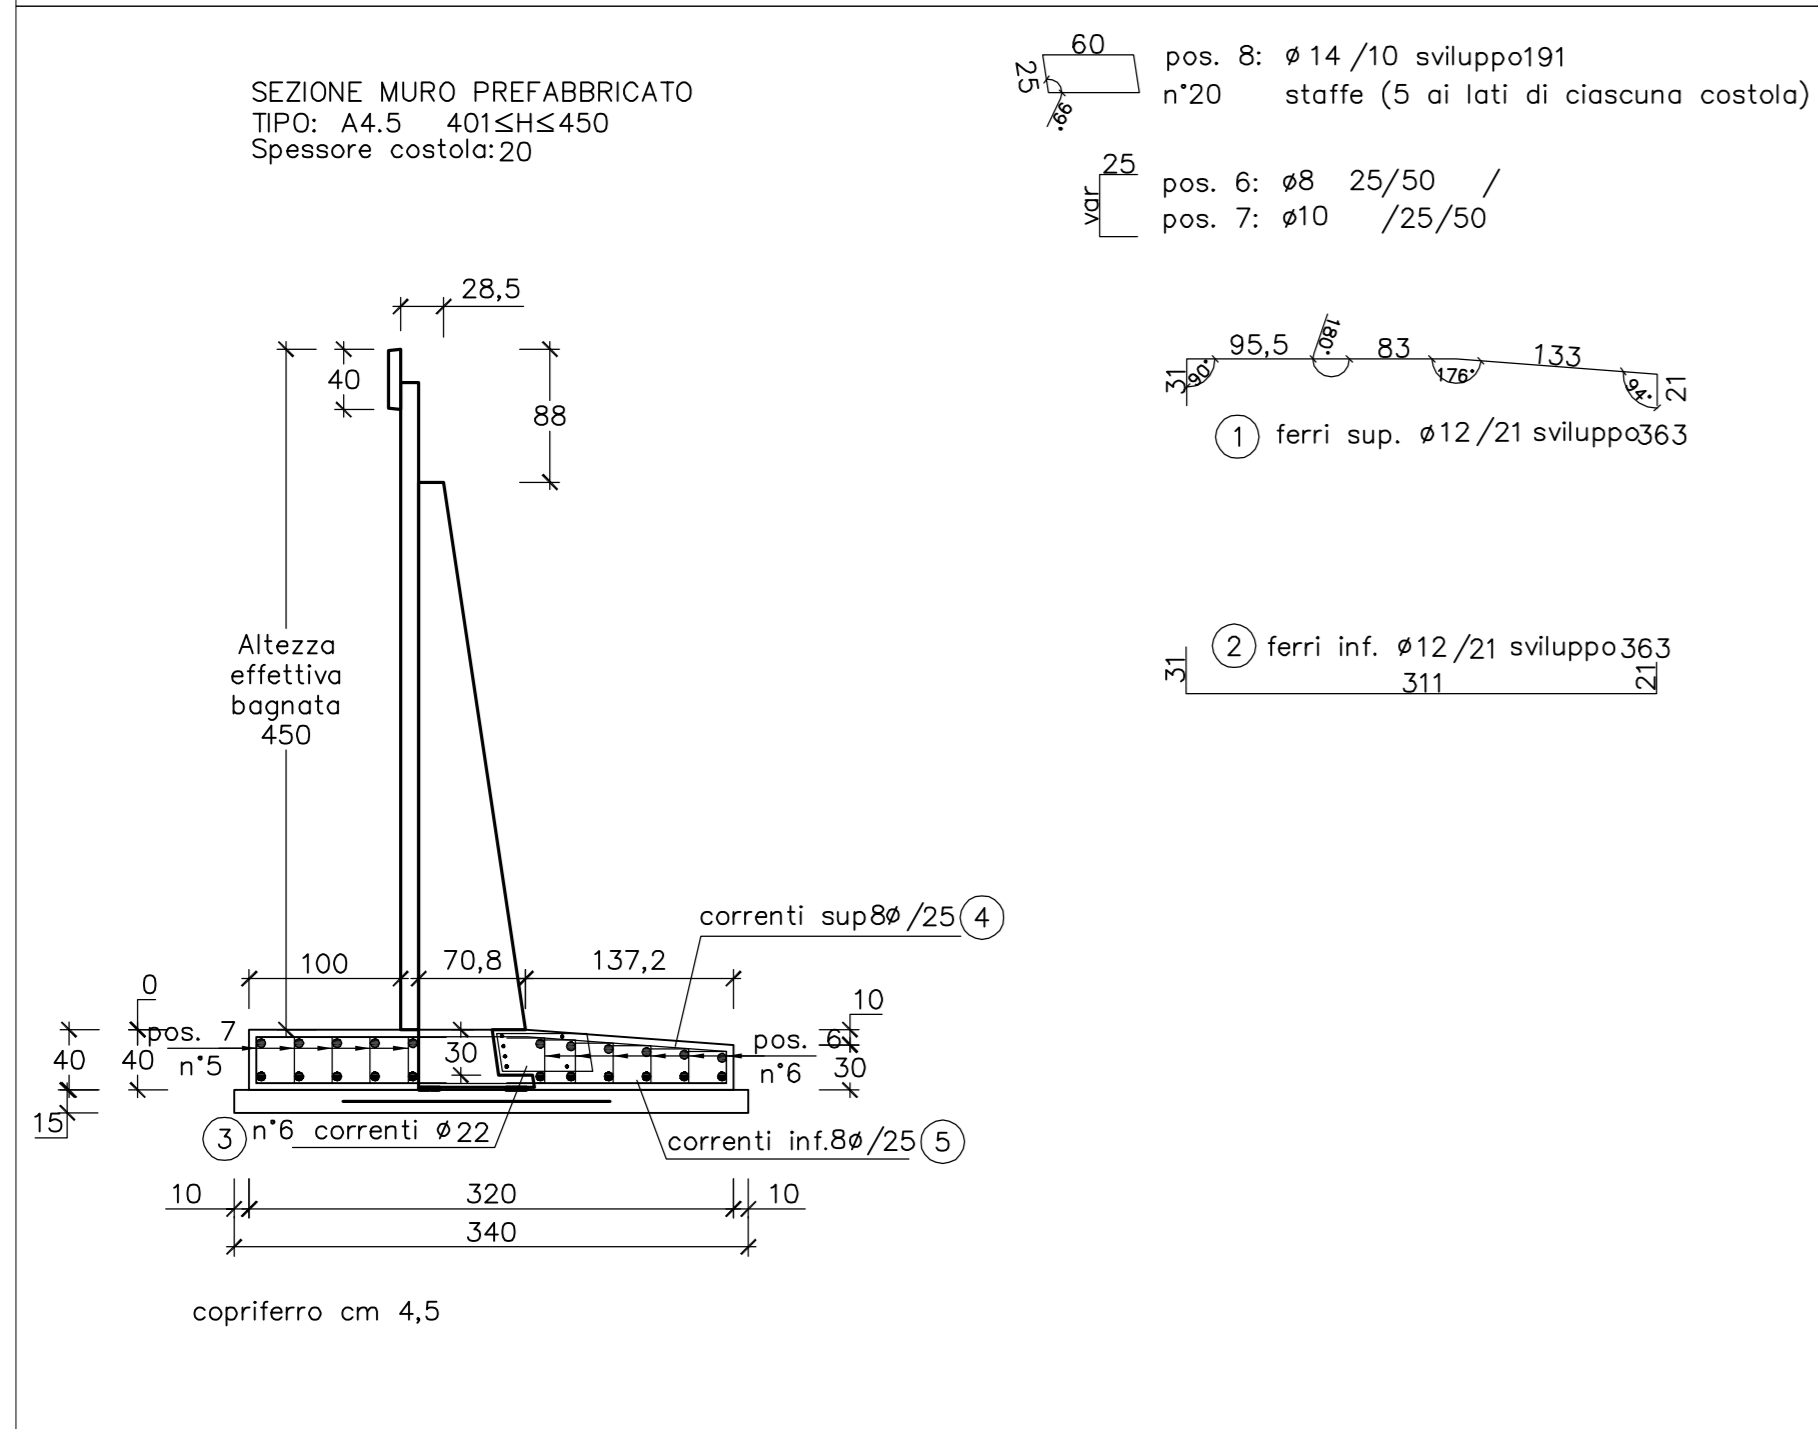 SEZIONE MURO PREFABBRICATO
TIPO: A4.5 401≤H≤450
Spessore costola: 20
60
25
99°
pos. 8: ø 14 /10 sviluppo191
n°20 staffe (5 ai lati di ciascuna costola)
25
var
pos. 6: ø8 25/50 /
pos. 7: ø10 /25/50
28,5
40
88
95,5
180°
83
133
31
90°
176°
94°
21
1 ferri sup. ø12 /21 sviluppo363
Altezza
effettiva
bagnata
450
2 ferri inf. ø12 /21 sviluppo363
31
311
21
correnti sup8ø /25 4
100
70,8
137,2
0
10
pos. 7
n°5
40
40
30
pos. 6
n°6
30
15
3 n°6 correnti ø 22
correnti inf.8ø /25 5
10
320
10
340
copriferro cm 4,5